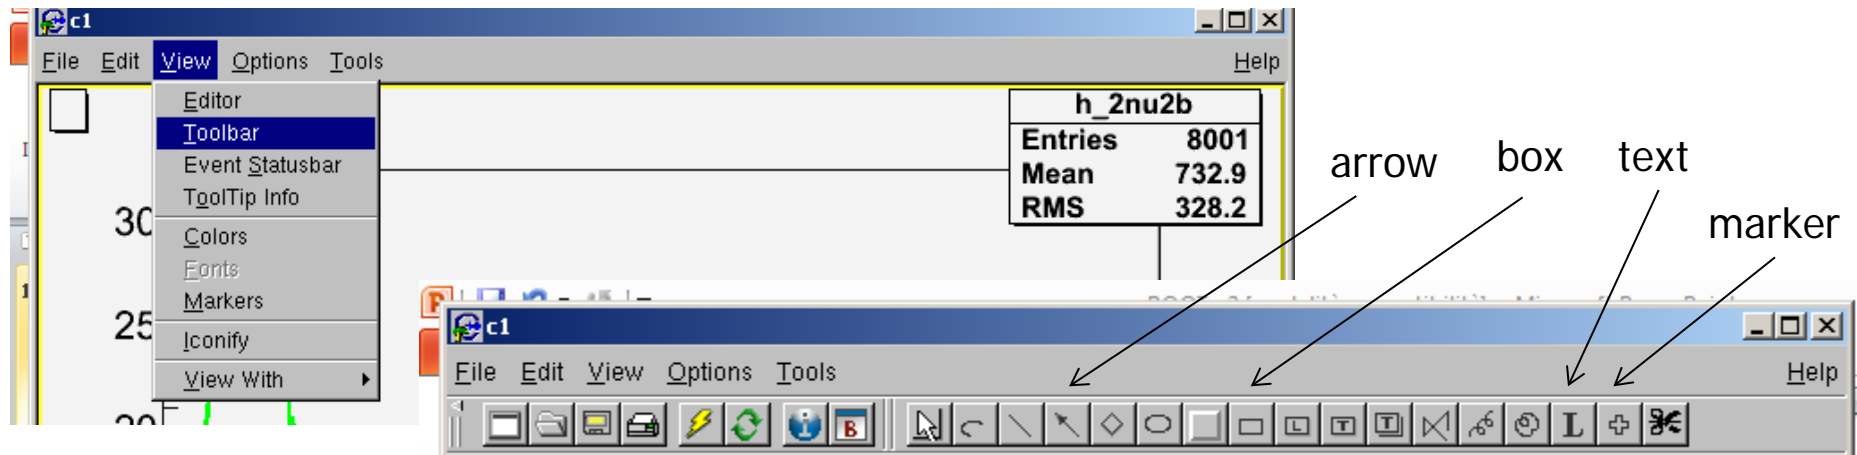 c1
File Edit View Options Tools Help
Editor
Toolbar
Event Statusbar
ToolTip Info
Colors
Fonts
Markers
Iconify
View With
h_2nu2b
Entries 8001
Mean 732.9
RMS 328.2
30
25
20
arrow box text
marker
c1
File Edit View Options Tools Help
B
L T T L